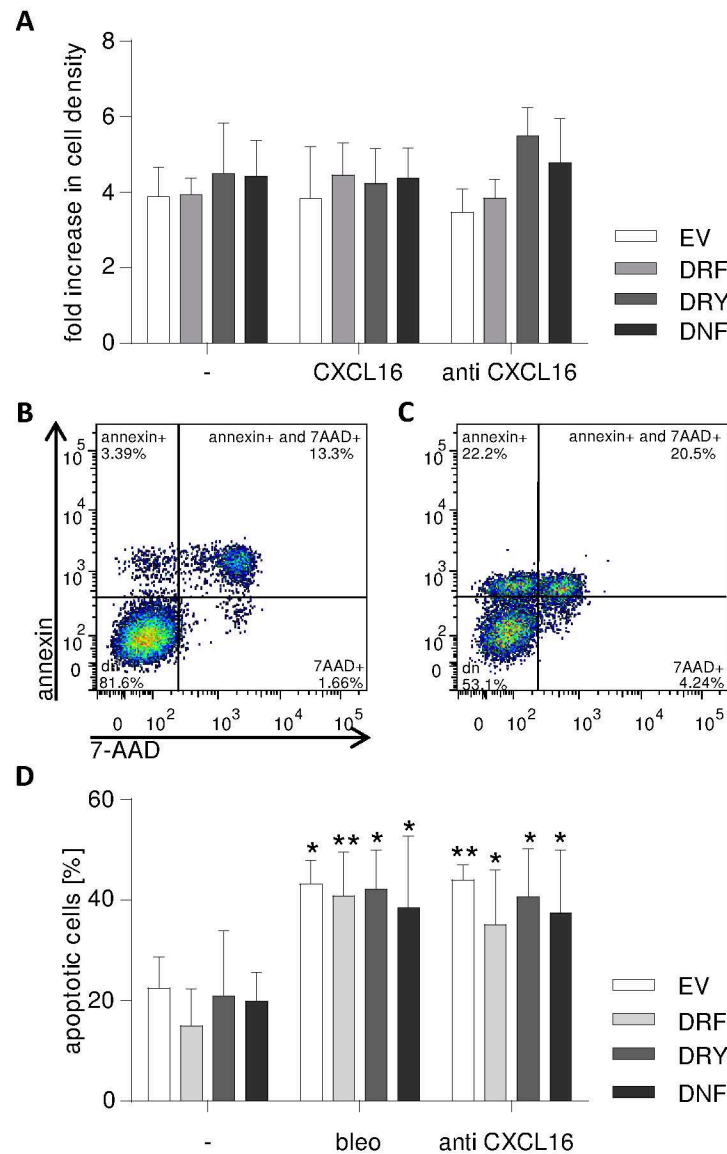 A
fold increase in cell density
8
6
4
2
0
- CXCL16 anti CXCL16
EV
DRF
DRY
DNF
B
annexin+
3.39%
annexin+ and 7AAD+
13.3%
dn
81.6%
7AAD+
1.66%
10^5
10^4
10^3
10^2
0
0 10^2 10^3 10^4 10^5
annexin
7-AAD
C
annexin+
22.2%
annexin+ and 7AAD+
20.5%
dn
53.1%
7AAD+
4.24%
10^5
10^4
10^3
10^2
0
0 10^2 10^3 10^4 10^5
D
apoptotic cells [%]
60
40
20
0
* ** * *
** * * *
- bleo anti CXCL16
EV
DRF
DRY
DNF